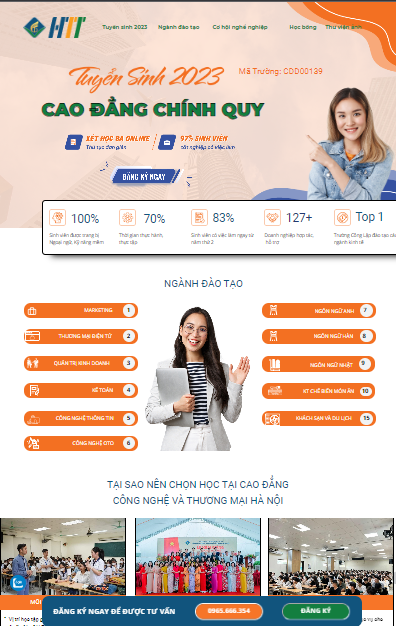 HTT
Tuyển sinh 2023 Ngành đào tạo Cơ hội nghề nghiệp Học bổng Thư viện ảnh
Tuyển Sinh 2023
Mã Trường: CDD00139
CAO ĐẲNG CHÍNH QUY
XÉT HỌC BẠ ONLINE
Thủ tục đơn giản
97% SINH VIÊN
tốt nghiệp có việc làm
ĐĂNG KÝ NGAY
100%
Sinh viên được trang bị
Ngoại ngữ, Kỹ năng mềm
70%
Thời gian thực hành,
thực tập
83%
Sinh viên có việc làm ngay từ
năm thứ 2
127+
Doanh nghiệp hợp tác,
hỗ trợ
Top 1
Trường Công Lập đào tạo các
ngành kinh tế
NGÀNH ĐÀO TẠO
MARKETING 1
THƯƠNG MẠI ĐIỆN TỬ 2
QUẢN TRỊ KINH DOANH 3
KẾ TOÁN 4
CÔNG NGHỆ THÔNG TIN 5
CÔNG NGHỆ OTO 6
NGÔN NGỮ ANH 7
NGÔN NGỮ HÀN 8
NGÔN NGỮ NHẬT 9
KT CHẾ BIẾN MÓN ĂN 10
KHÁCH SẠN VÀ DU LỊCH 15
TẠI SAO NÊN CHỌN HỌC TẠI CAO ĐẲNG
CÔNG NGHỆ VÀ THƯƠNG MẠI HÀ NỘI
Zalo
ĐĂNG KÝ NGAY ĐỂ ĐƯỢC TƯ VẤN 0965.666.354 ĐĂNG KÝ